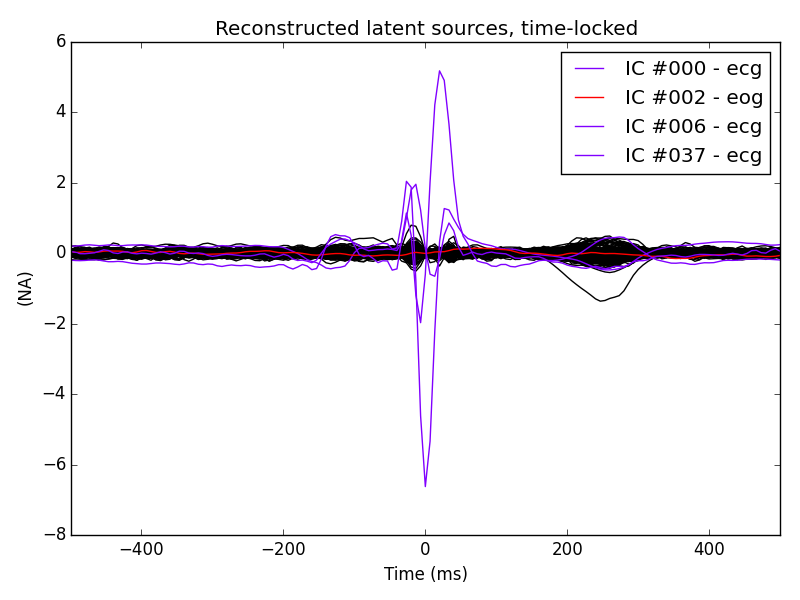 Reconstructed latent sources, time-locked
IC #000 - ecg
IC #002 - eog
IC #006 - ecg
IC #037 - ecg
6
4
2
0
−2
−4
−6
−8
(NA)
−400
−200
0
200
400
Time (ms)